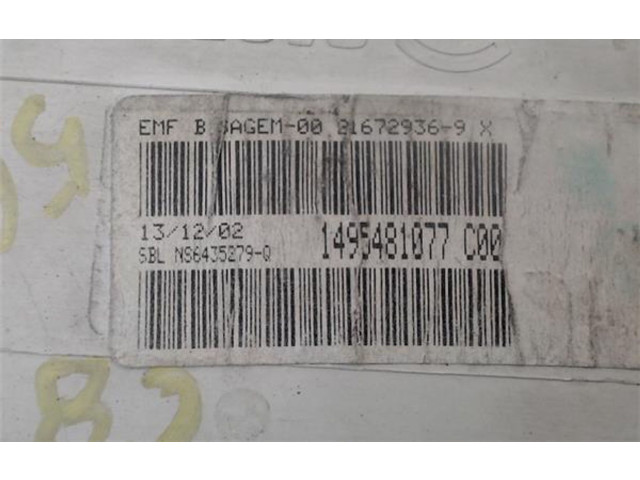 EMF B SAGEM-00 21672936-9 X
13/12/02
SBL NS6435279-Q
1495481077 C00